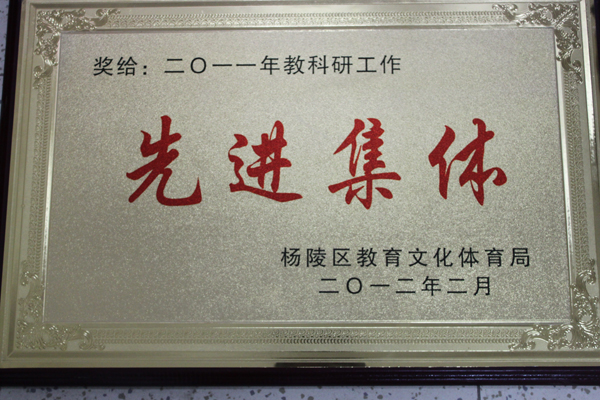 奖给：二〇一一年教科研工作
先进集体
杨陵区教育文化体育局
二〇一二年二月